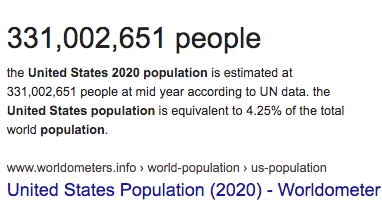 331,002,651 people
the United States 2020 population is estimated at
331,002,651 people at mid year according to UN data. the
United States population is equivalent to 4.25% of the total
world population.
www.worldometers.info › world-population › us-population
United States Population (2020) - Worldometer